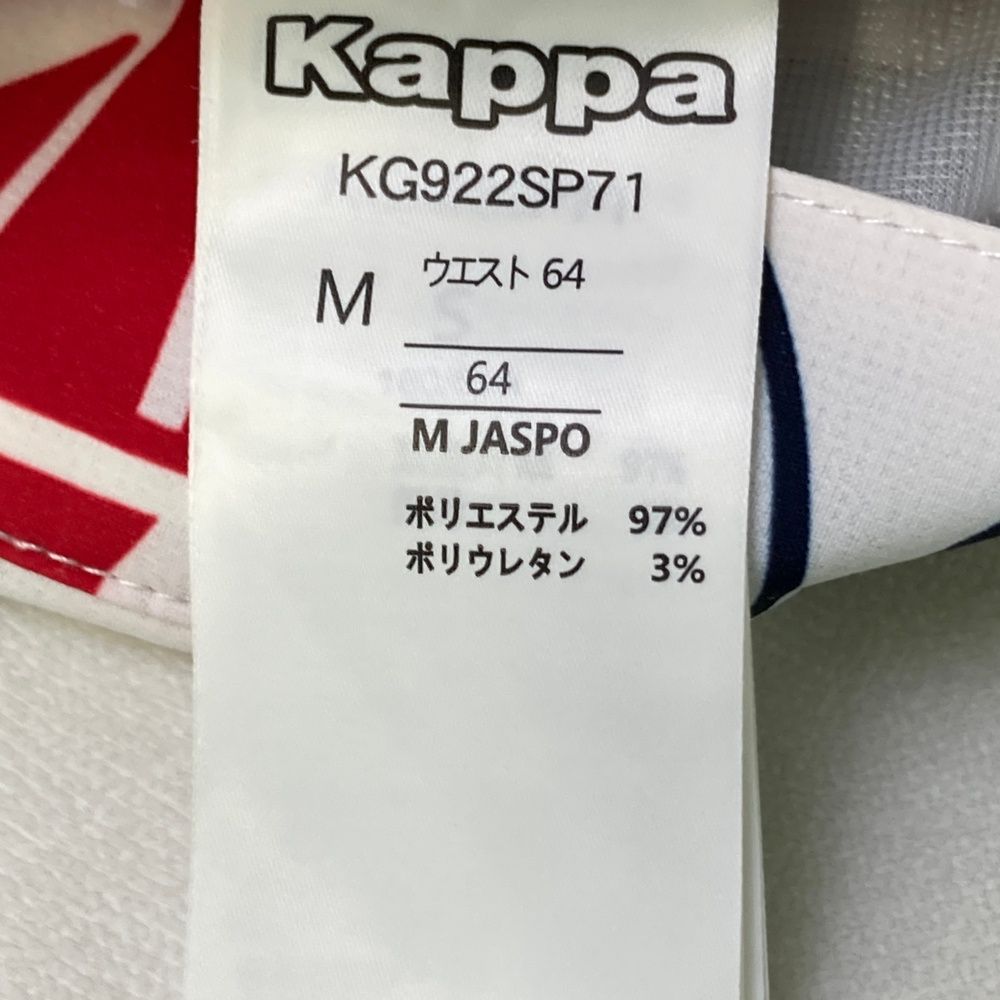 Kappa
KG922SP71
M ウエスト 64
64
M JASPO
ポリエステル 97%
ポリウレタン 3%